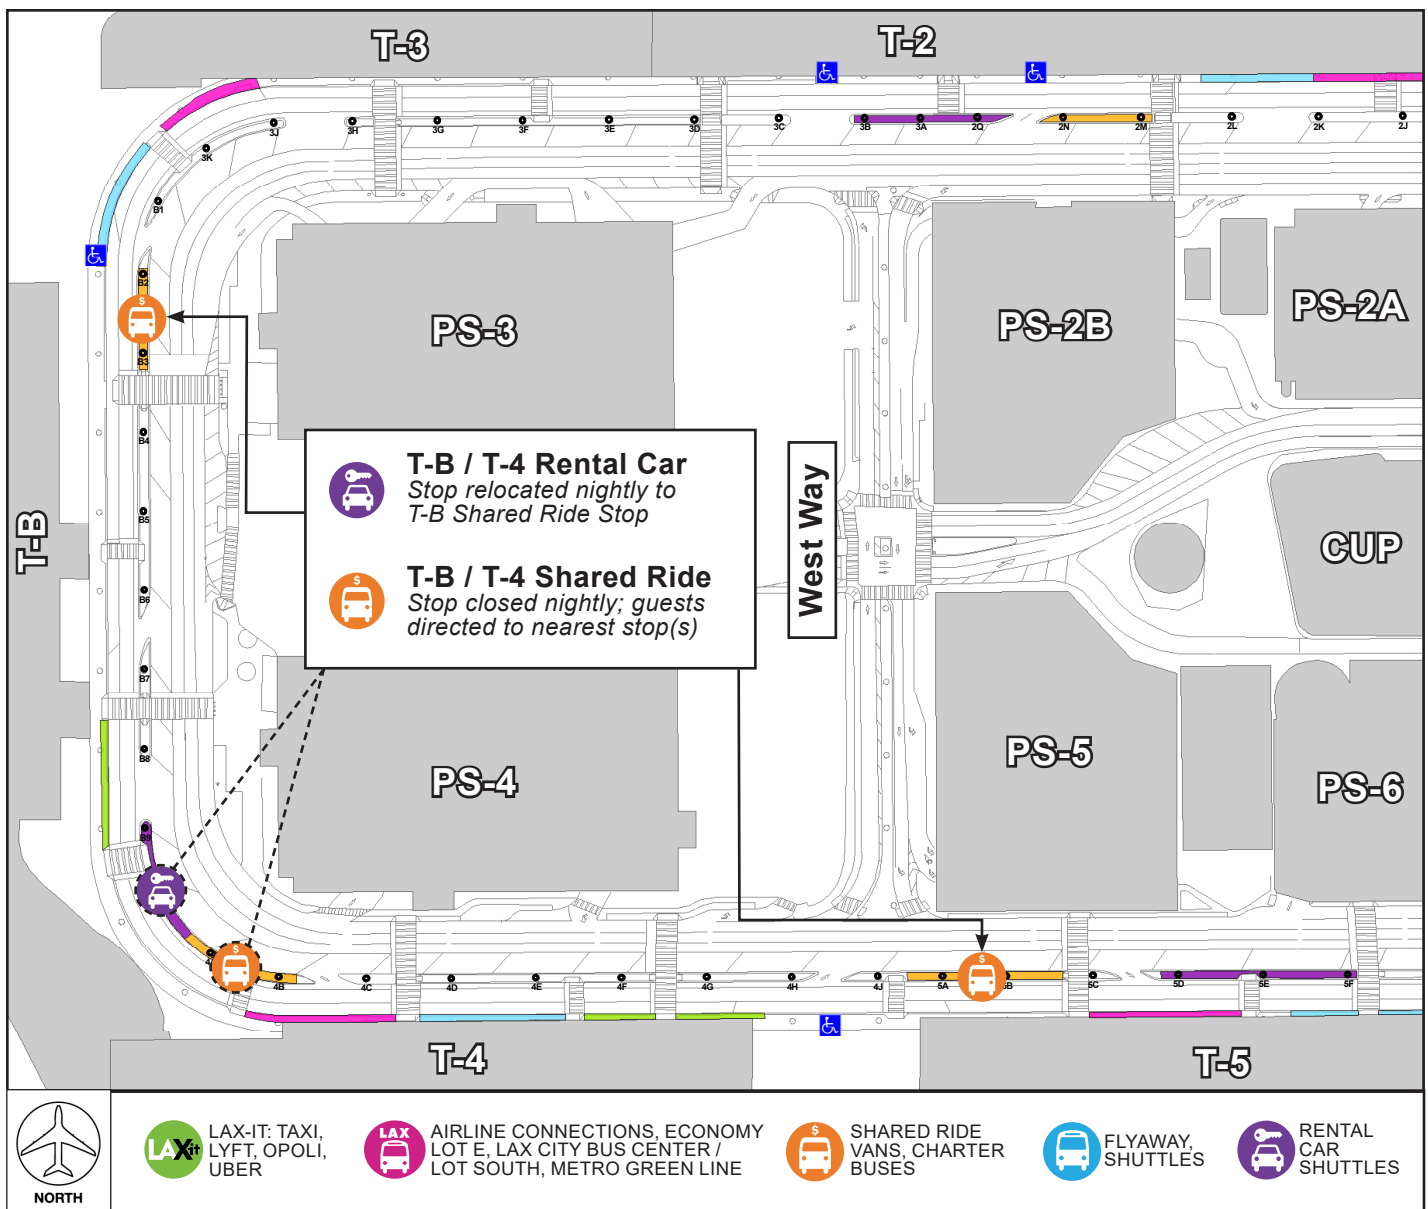 T-3
T-2
3K
3J
3H
3G
3F
3E
3D
3C
3B
3A
2Q
2N
2M
2L
2K
2J
B1
B2
$
B3
B4
B5
B6
B7
B8
B9
T-B
PS-3
PS-2B
PS-2A
CUP
West Way
T-B / T-4 Rental Car
Stop relocated nightly to
T-B Shared Ride Stop
$
T-B / T-4 Shared Ride
Stop closed nightly; guests
directed to nearest stop(s)
PS-4
PS-5
PS-6
$
4B
4C
4D
4E
4F
4G
4H
4J
5A
$
5B
5C
5D
5E
5F
T-4
T-5
NORTH
LAXit
LAX-IT: TAXI,
LYFT, OPOLI,
UBER
LAX
AIRLINE CONNECTIONS, ECONOMY
LOT E, LAX CITY BUS CENTER /
LOT SOUTH, METRO GREEN LINE
$
SHARED RIDE
VANS, CHARTER
BUSES
FLYAWAY,
SHUTTLES
RENTAL
CAR
SHUTTLES